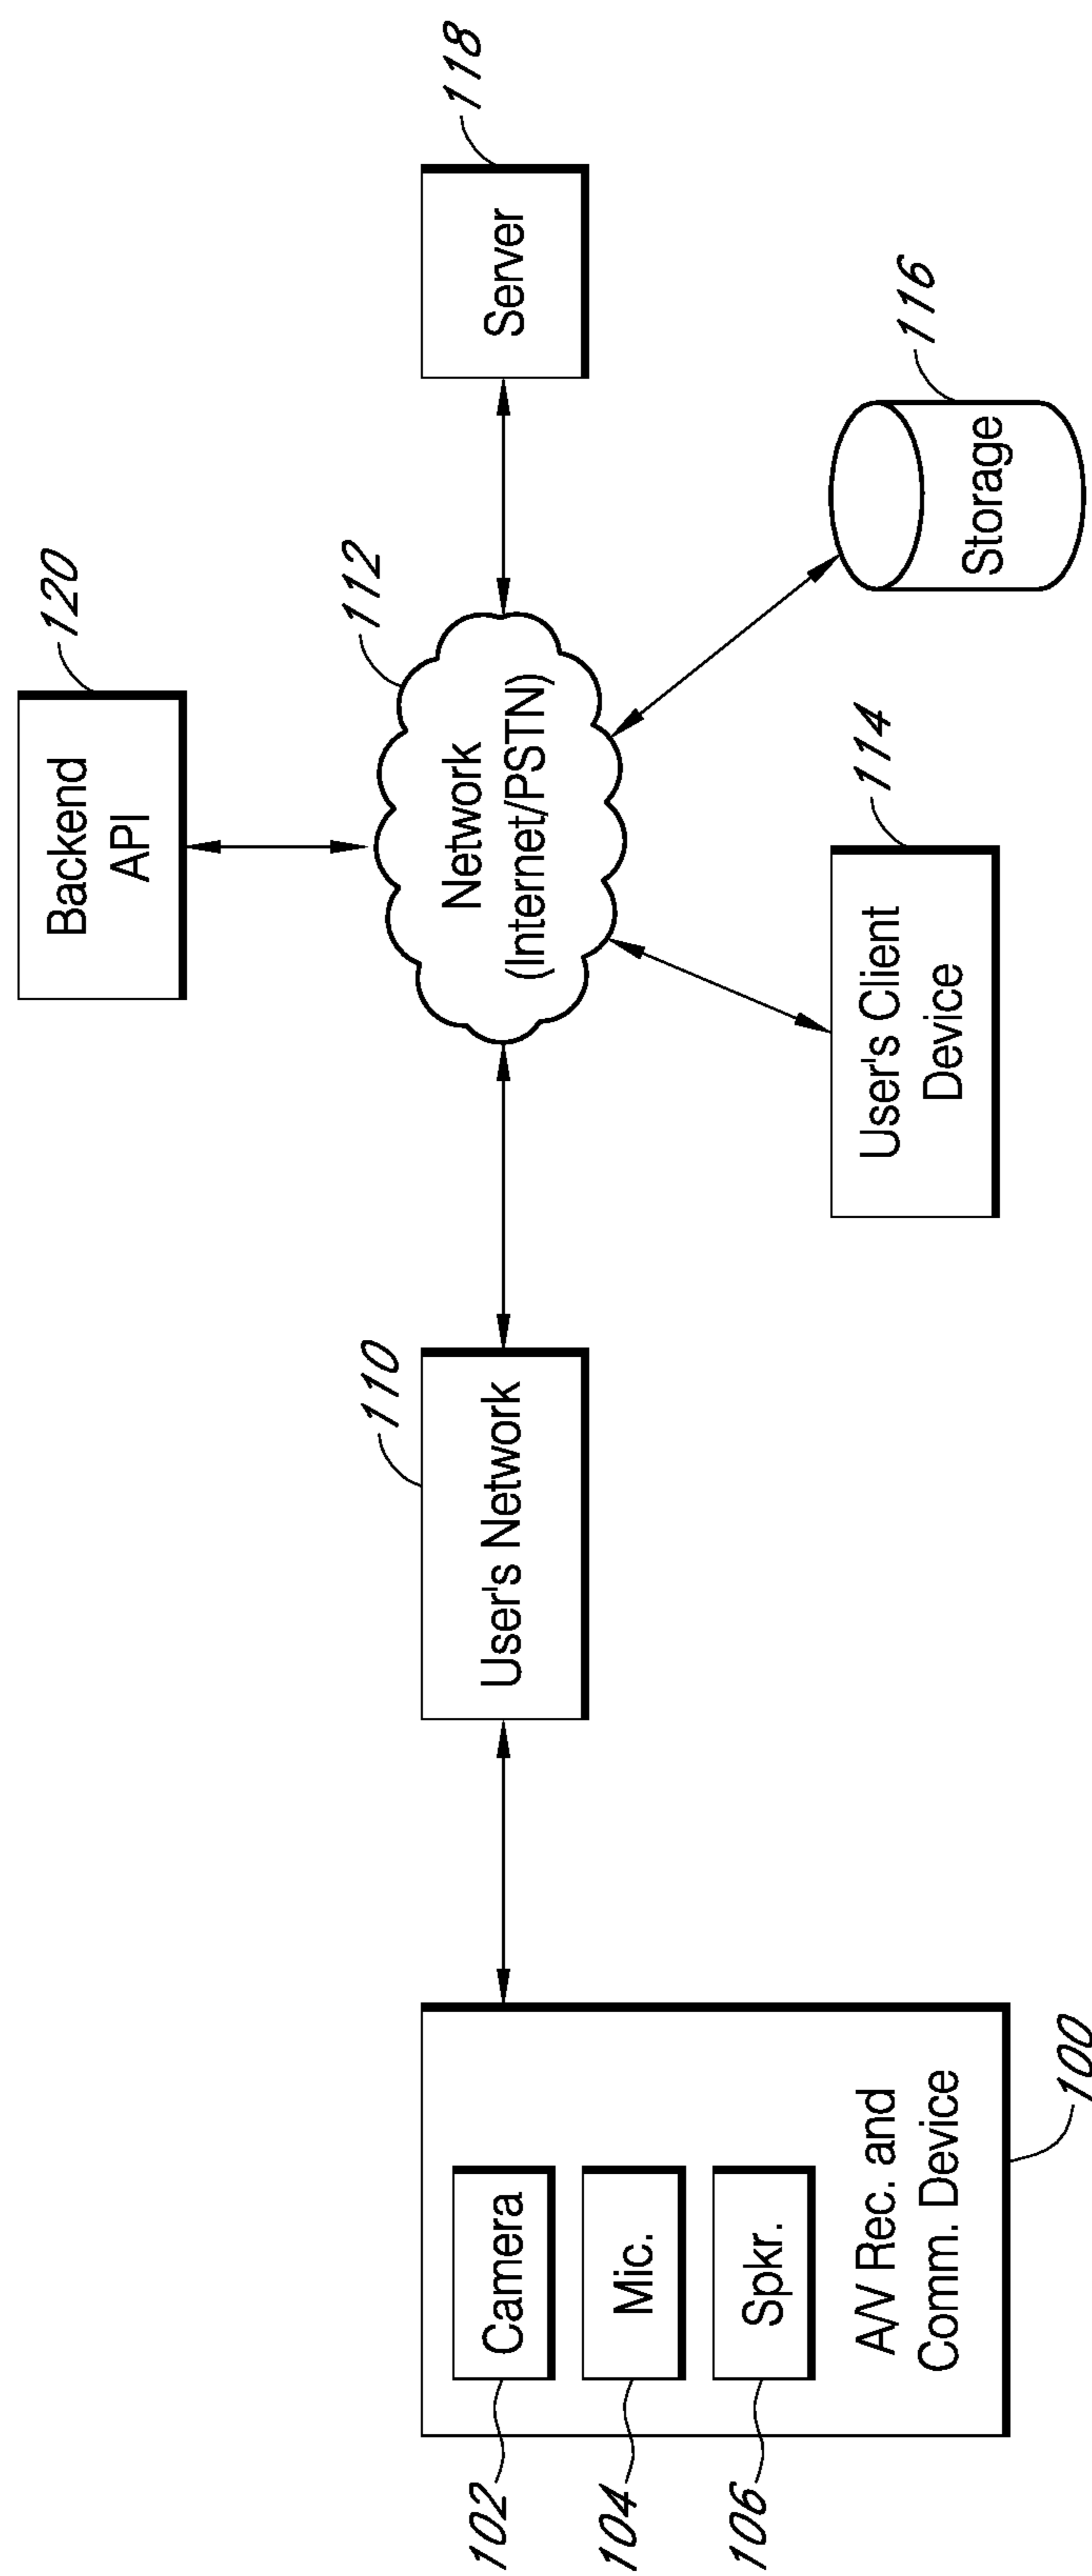 120
Backend
API
112
Network
(Internet/PSTN)
118
Server
110
User's Network
102
Camera
104
Mic.
106
Spkr.
A/V Rec. and
Comm. Device
100
114
User's Client
Device
116
Storage